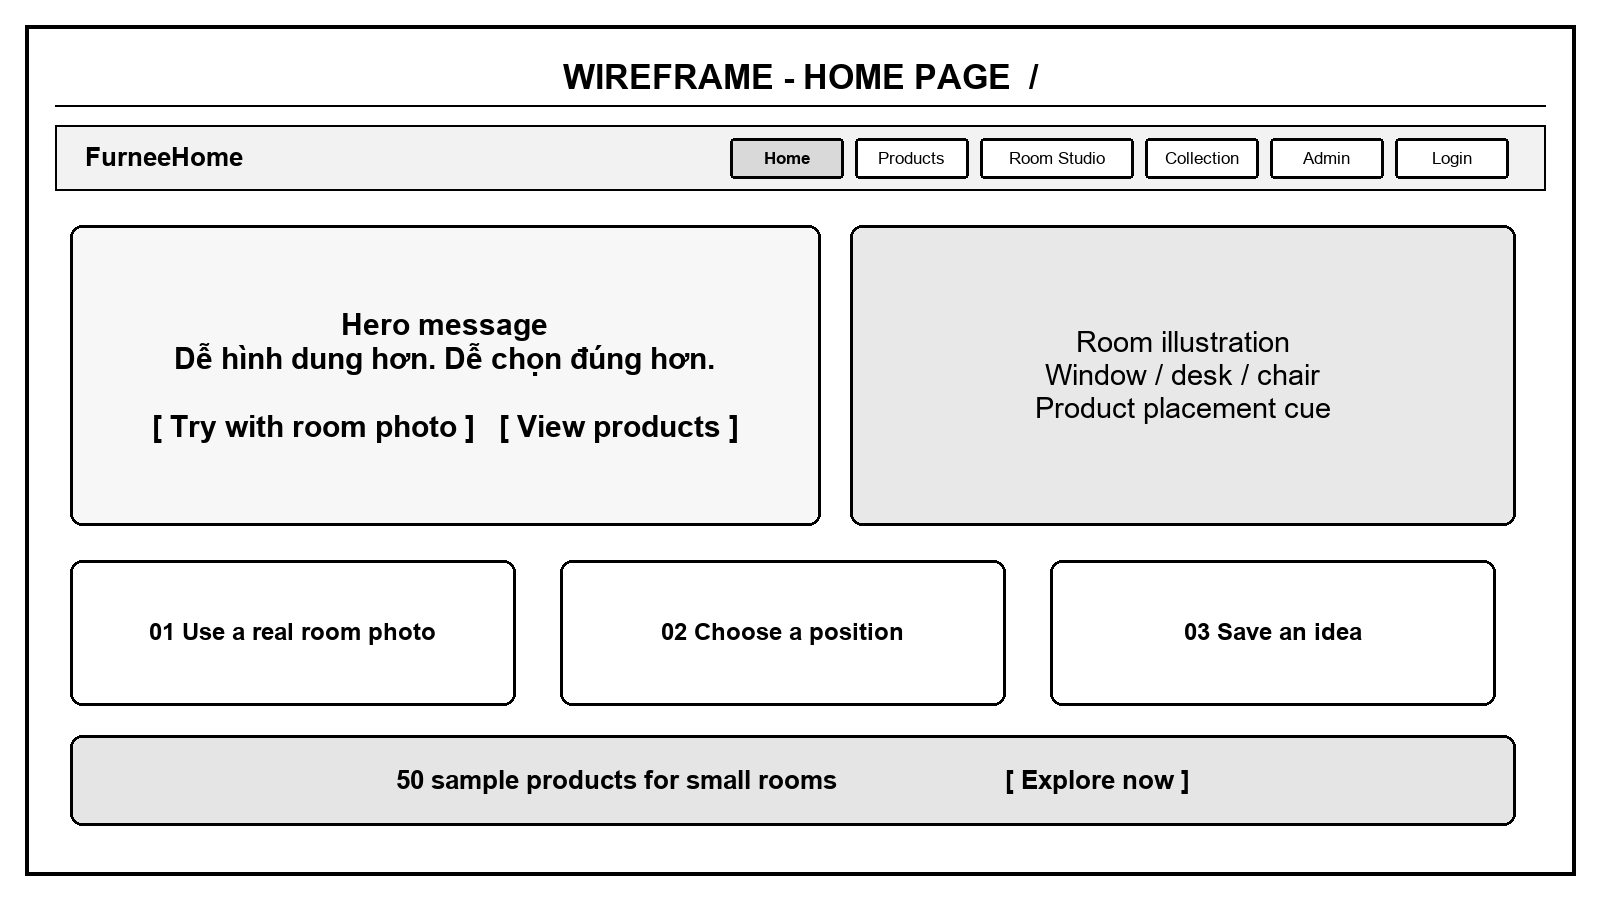 WIREFRAME - HOME PAGE /
FurneeHome
Home
Products
Room Studio
Collection
Admin
Login
Hero message
Dễ hình dung hơn. Dễ chọn đúng hơn.
[ Try with room photo ] [ View products ]
Room illustration
Window / desk / chair
Product placement cue
01 Use a real room photo
02 Choose a position
03 Save an idea
50 sample products for small rooms
[ Explore now ]